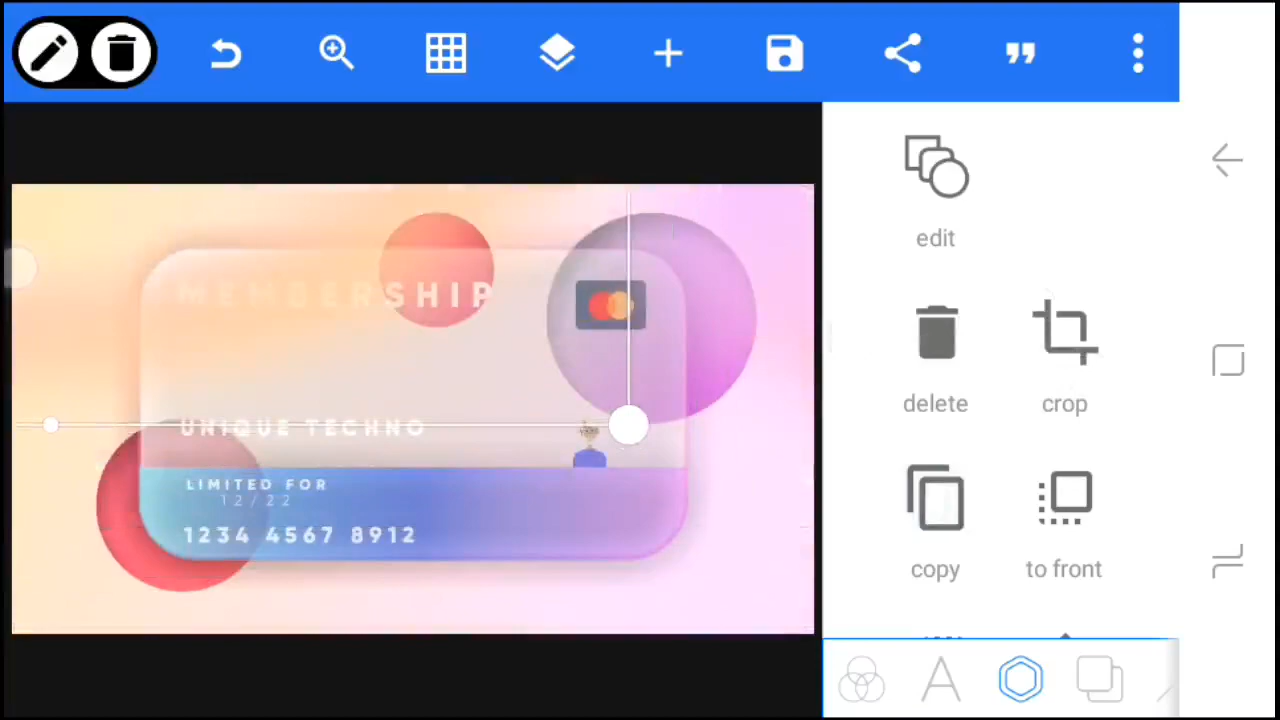 edit
MEMBERSHIP
delete
crop
UNIQUE TECHNO
LIMITED FOR
12/22
1234 4567 8912
copy
to front